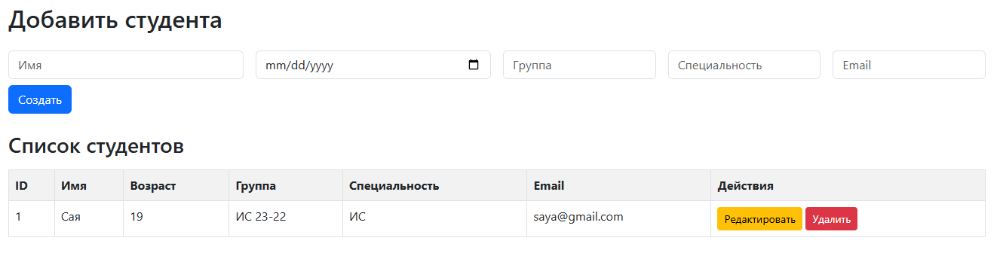 Добавить студента
Имя mm/dd/yyyy Группа Специальность Email
Создать
Список студентов
ID Имя Возраст Группа Специальность Email Действия
1 Сая 19 ИС 23-22 ИС saya@gmail.com Редактировать Удалить